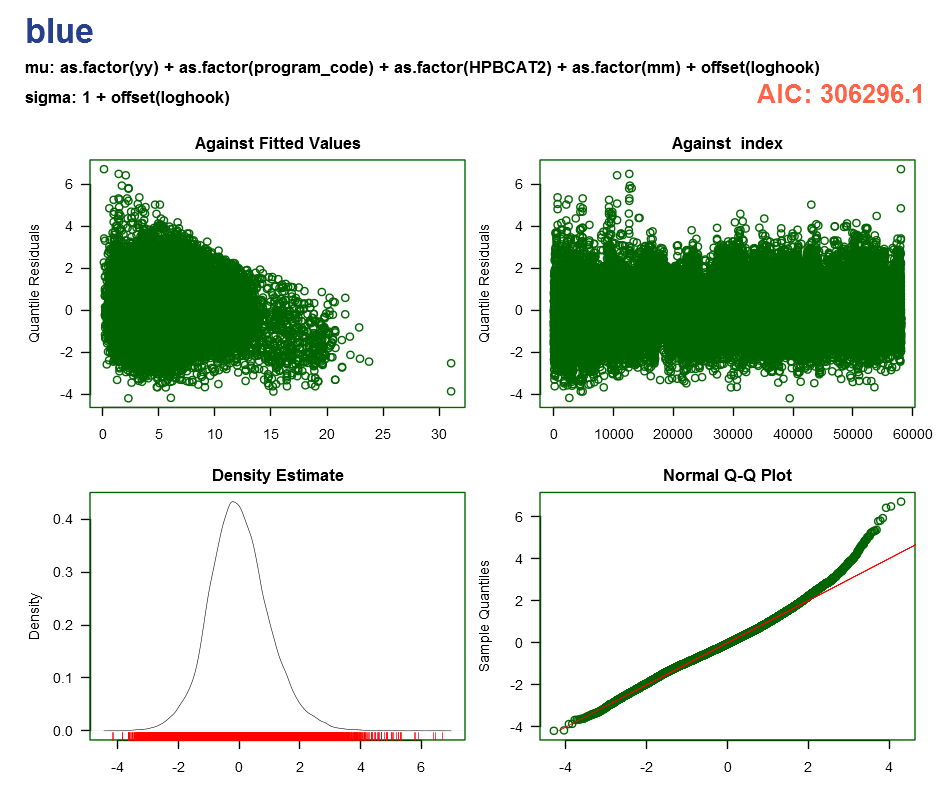 blue
mu: as.factor(yy) + as.factor(program_code) + as.factor(HPBCAT2) + as.factor(mm) + offset(loghook)
sigma: 1 + offset(loghook)
AIC: 306296.1
Against Fitted Values
Quantile Residuals
6
4
2
0
-2
-4
0 5 10 15 20 25 30
Against  index
Quantile Residuals
6
4
2
0
-2
-4
0 10000 20000 30000 40000 50000 60000
Density Estimate
Density
0.4
0.3
0.2
0.1
0.0
-4 -2 0 2 4 6
Normal Q-Q Plot
Sample Quantiles
6
4
2
0
-2
-4
-4 -2 0 2 4